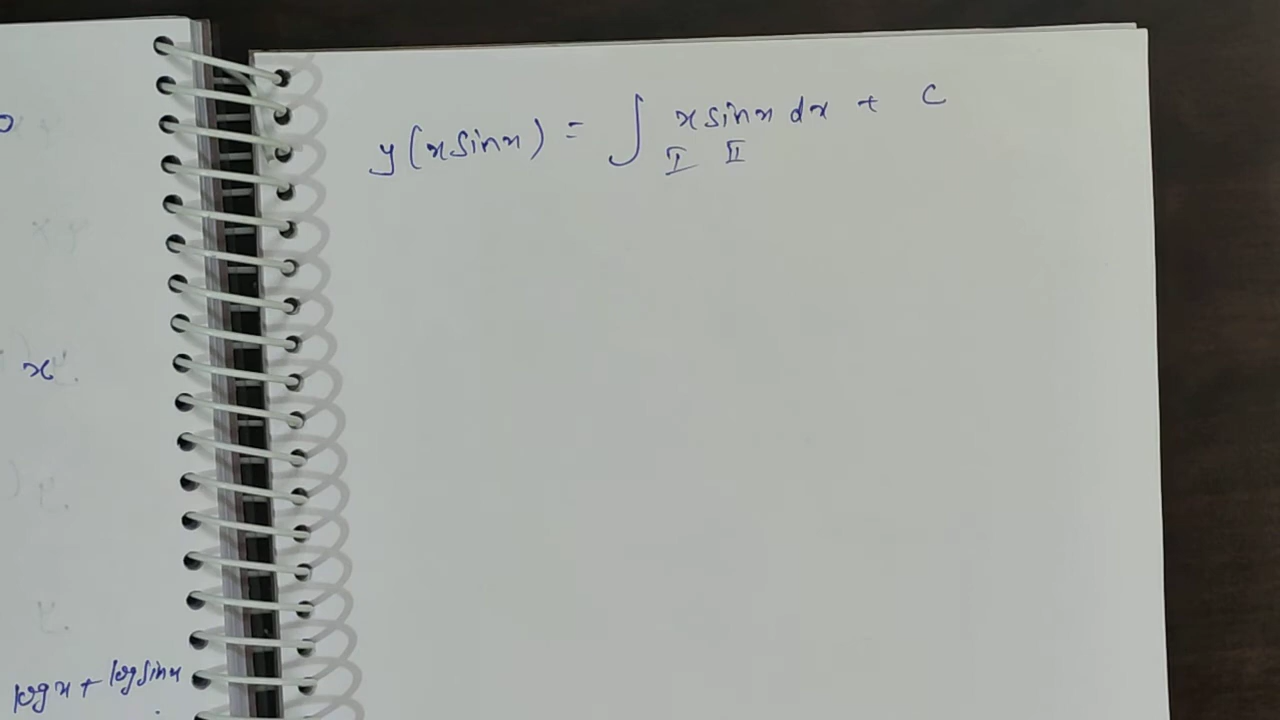 x
log x + log sin x
y(x sin x) = ∫ x sin x dx + c
I II